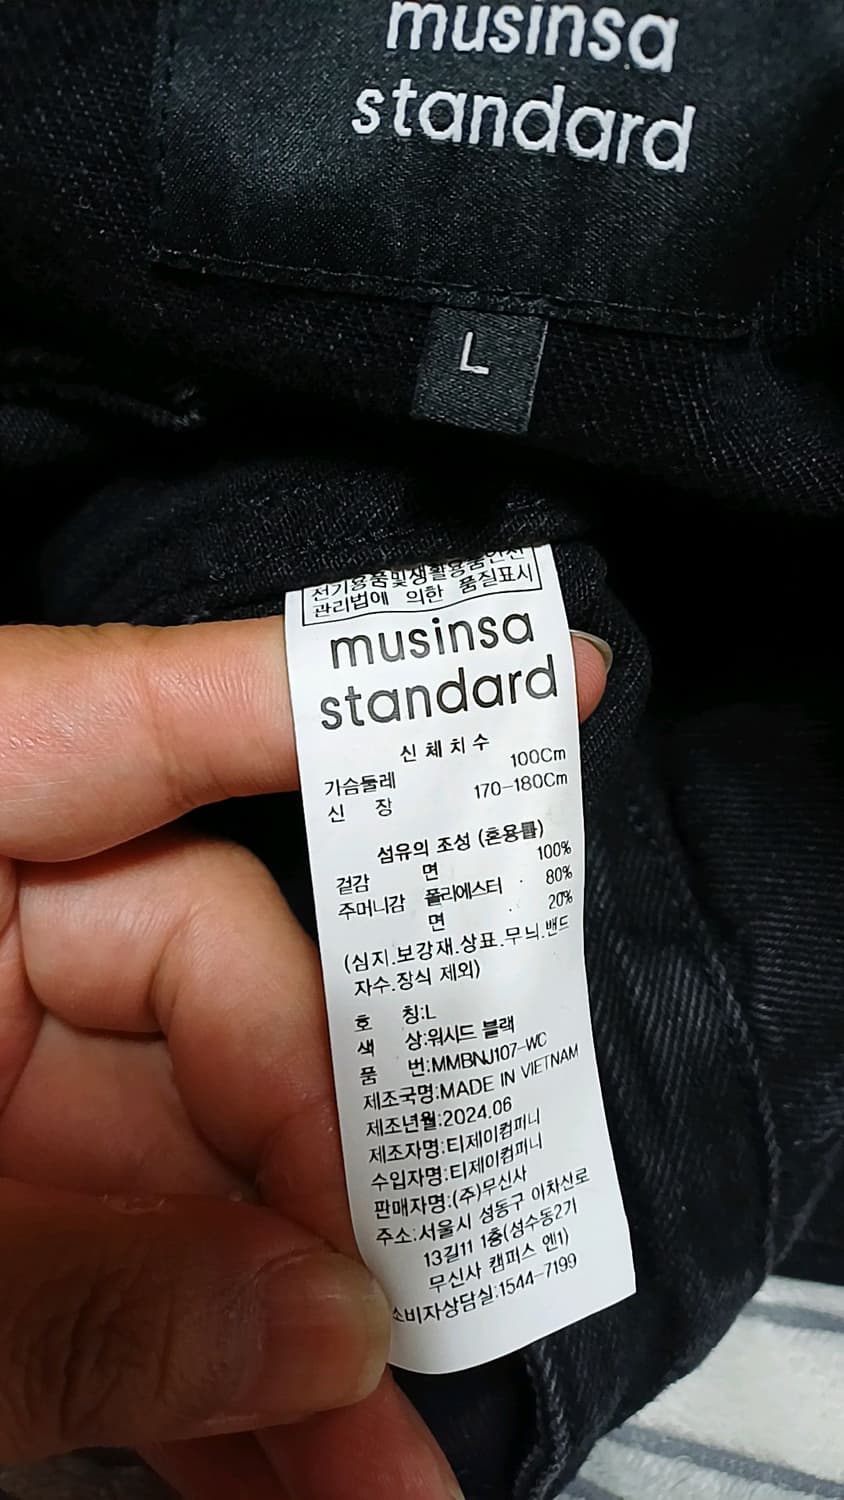 musinsa
standard
L
전기용품및생활용품안전
관리법에 의한 품질표시
musinsa
standard
신체치수
가슴둘레 100Cm
신 장 170-180Cm
섬유의 조성 (혼용률)
겉감 면 100%
주머니감 폴리에스터 80%
면 20%
(심지.보강재.상표.무늬.밴드
자수.장식 제외)
호 칭:L
색 상:워시드 블랙
품 번:MMBNJ107-WC
제조국명:MADE IN VIETNAM
제조년월:2024.06
제조자명:티제이컴퍼니
수입자명:티제이컴퍼니
판매자명:(주)무신사
주소:서울시 성동구 아차산로
13길11 1층(성수동2가
무신사 캠퍼스 엔1)
소비자상담실:1544-7199